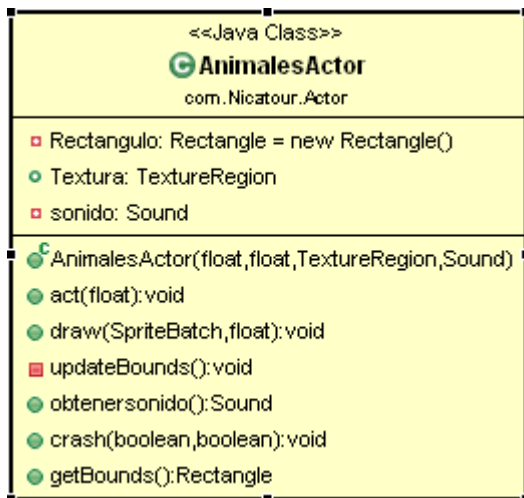 <<Java Class>>
C AnimalesActor
com.Nicatour.Actor
Rectangulo: Rectangle = new Rectangle()
Textura: TextureRegion
sonido: Sound
C AnimalesActor(float,float,TextureRegion,Sound)
act(float):void
draw(SpriteBatch,float):void
updateBounds():void
obtenersonido():Sound
crash(boolean,boolean):void
getBounds():Rectangle